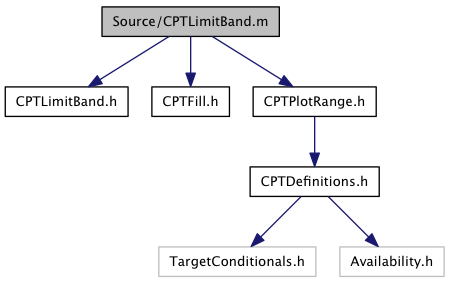 Source/CPTLimitBand.m
CPTLimitBand.h
CPTFill.h
CPTPlotRange.h
CPTDefinitions.h
TargetConditionals.h
Availability.h